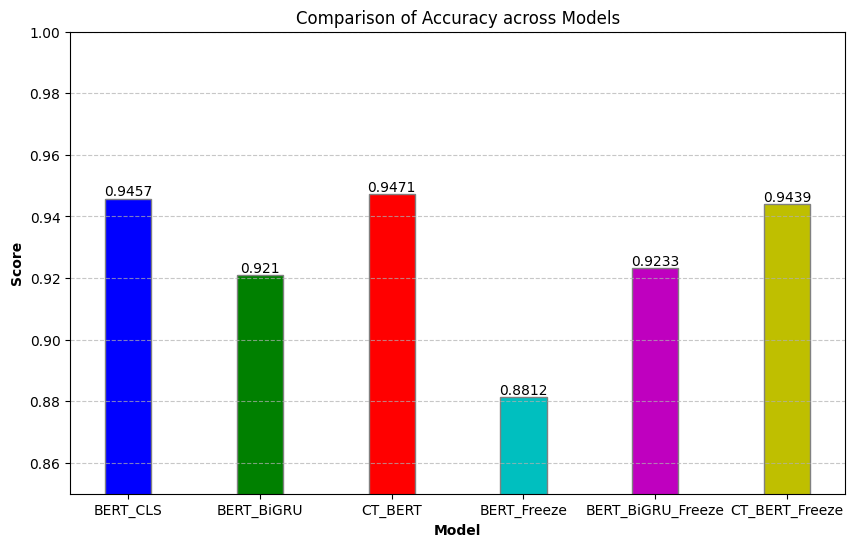 Comparison of Accuracy across Models
1.00
0.98
0.96
0.94
0.92
0.90
0.88
0.86
Score
0.9457
0.921
0.9471
0.8812
0.9233
0.9439
BERT_CLS
BERT_BiGRU
CT_BERT
BERT_Freeze
BERT_BiGRU_Freeze
CT_BERT_Freeze
Model